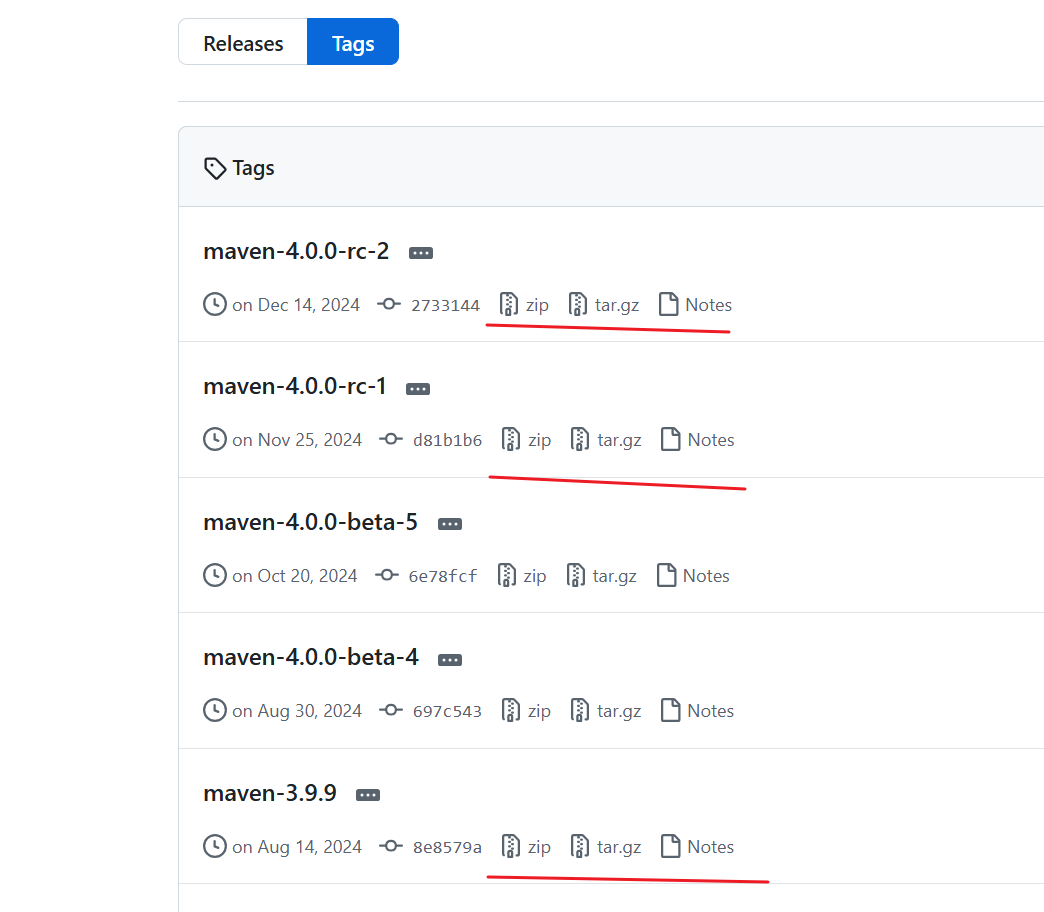 Releases Tags
Tags
maven-4.0.0-rc-2
on Dec 14, 2024 2733144 zip tar.gz Notes
maven-4.0.0-rc-1
on Nov 25, 2024 d81b1b6 zip tar.gz Notes
maven-4.0.0-beta-5
on Oct 20, 2024 6e78fcf zip tar.gz Notes
maven-4.0.0-beta-4
on Aug 30, 2024 697c543 zip tar.gz Notes
maven-3.9.9
on Aug 14, 2024 8e8579a zip tar.gz Notes